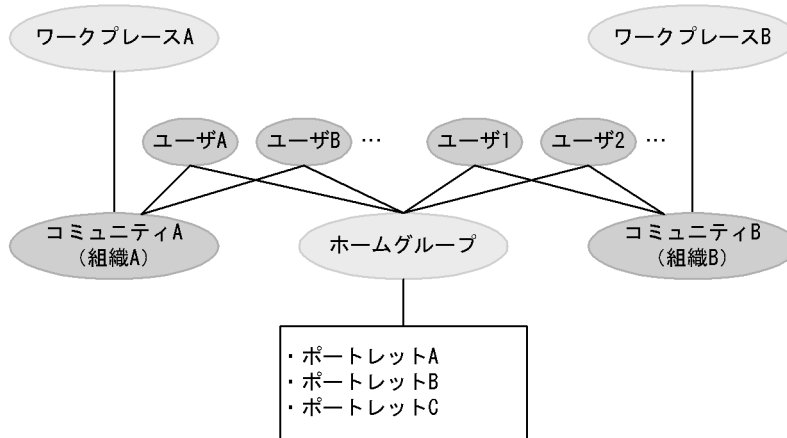 ワークプレースA
ワークプレースB
ユーザA
ユーザB
…
ユーザ1
ユーザ2
…
コミュニティA
(組織A)
ホームグループ
コミュニティB
(組織B)
・ポートレットA
・ポートレットB
・ポートレットC